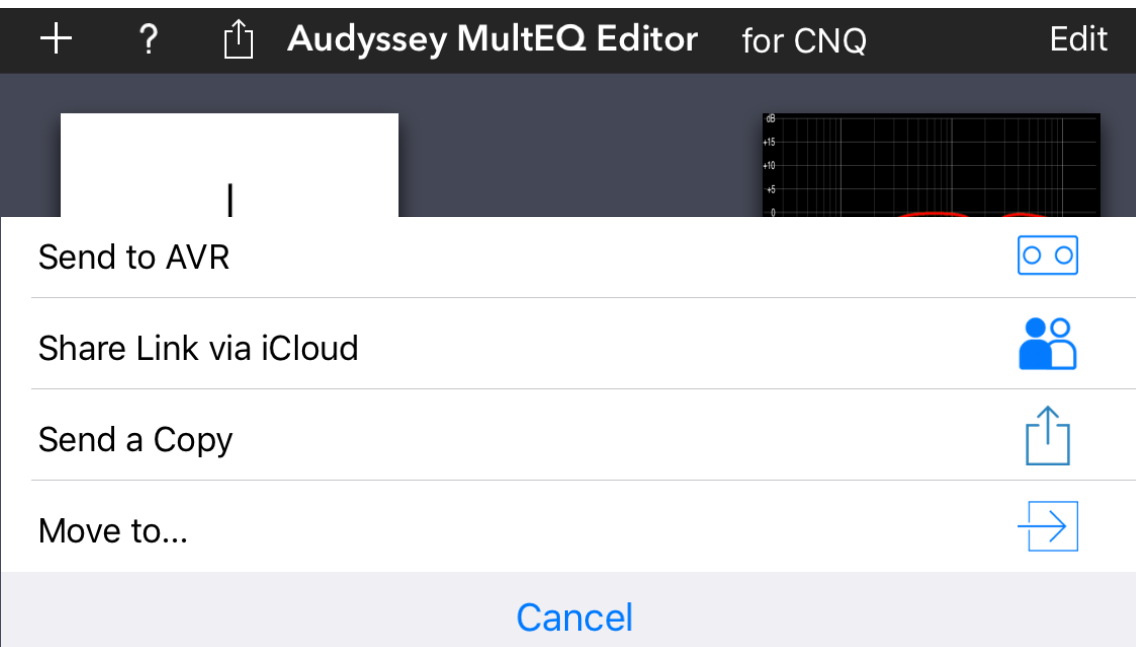 ? Audyssey MultEQ Editor for CNQ Edit
dB
+15
+10
+5
0
Send to AVR
Share Link via iCloud
Send a Copy
Move to...
Cancel